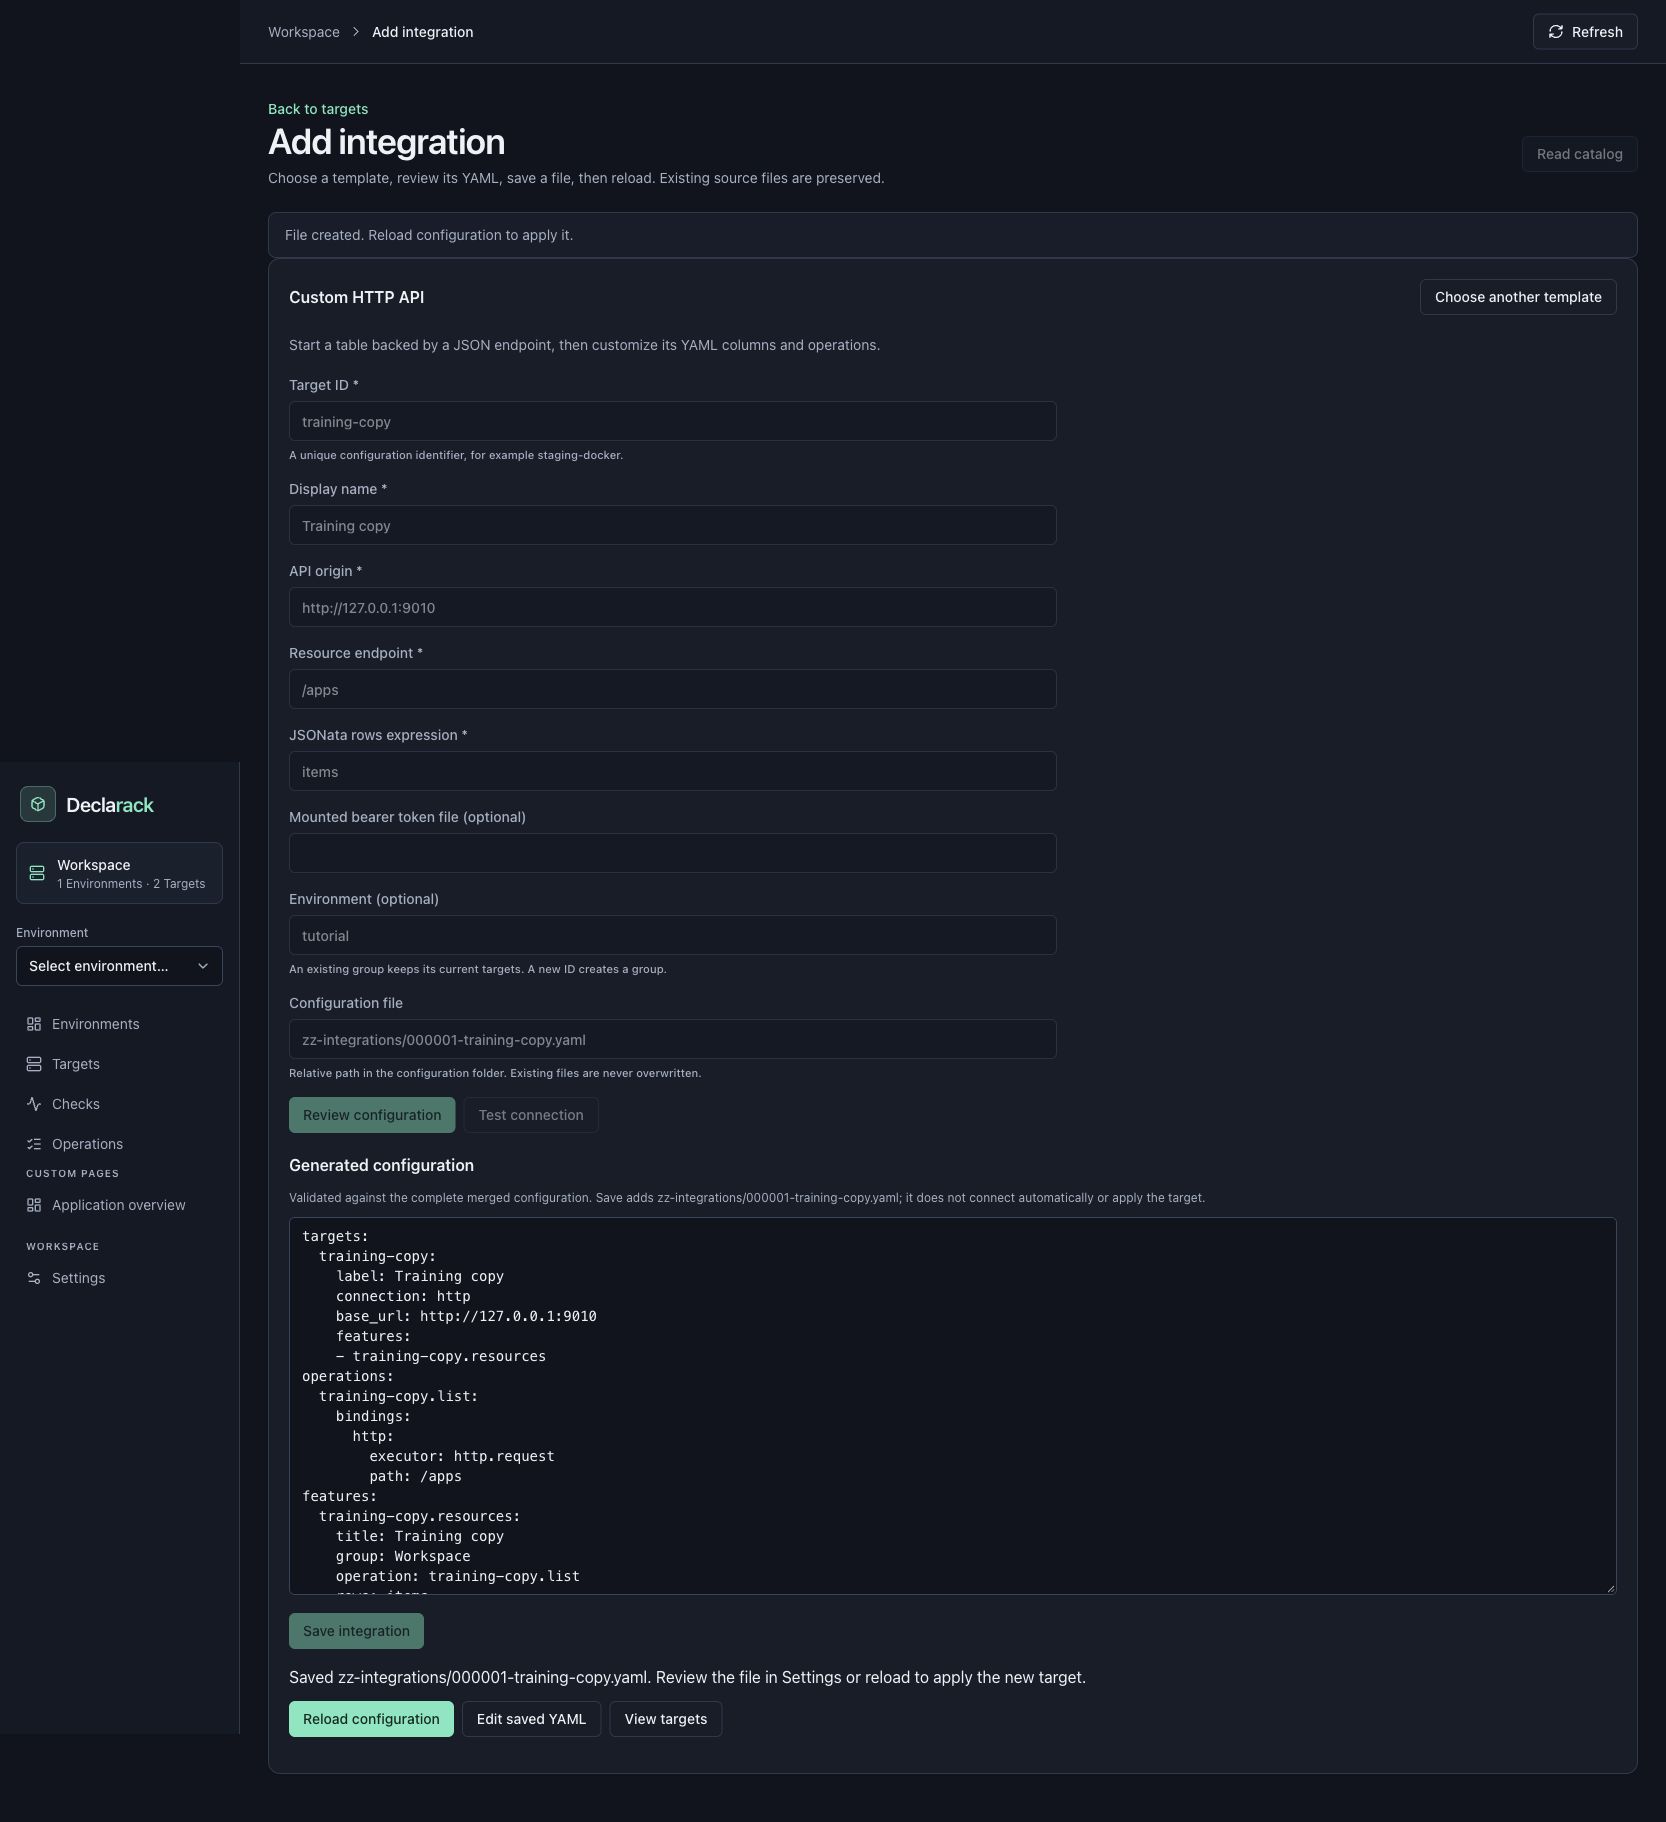 Workspace > Add integration
Refresh
Back to targets
Add integration
Read catalog
Choose a template, review its YAML, save a file, then reload. Existing source files are preserved.
File created. Reload configuration to apply it.
Custom HTTP API
Choose another template
Start a table backed by a JSON endpoint, then customize its YAML columns and operations.
Target ID *
training-copy
A unique configuration identifier, for example staging-docker.
Display name *
Training copy
API origin *
http://127.0.0.1:9010
Resource endpoint *
/apps
JSONata rows expression *
items
Mounted bearer token file (optional)
Environment (optional)
tutorial
An existing group keeps its current targets. A new ID creates a group.
Configuration file
zz-integrations/000001-training-copy.yaml
Relative path in the configuration folder. Existing files are never overwritten.
Review configuration
Test connection
Generated configuration
Validated against the complete merged configuration. Save adds zz-integrations/000001-training-copy.yaml; it does not connect automatically or apply the target.
targets:
  training-copy:
    label: Training copy
    connection: http
    base_url: http://127.0.0.1:9010
    features:
    - training-copy.resources
operations:
  training-copy.list:
    bindings:
      http:
        executor: http.request
        path: /apps
features:
  training-copy.resources:
    title: Training copy
    group: Workspace
    operation: training-copy.list
Save integration
Saved zz-integrations/000001-training-copy.yaml. Review the file in Settings or reload to apply the new target.
Reload configuration
Edit saved YAML
View targets
Declarack
Workspace
1 Environments · 2 Targets
Environment
Select environment...
Environments
Targets
Checks
Operations
CUSTOM PAGES
Application overview
WORKSPACE
Settings